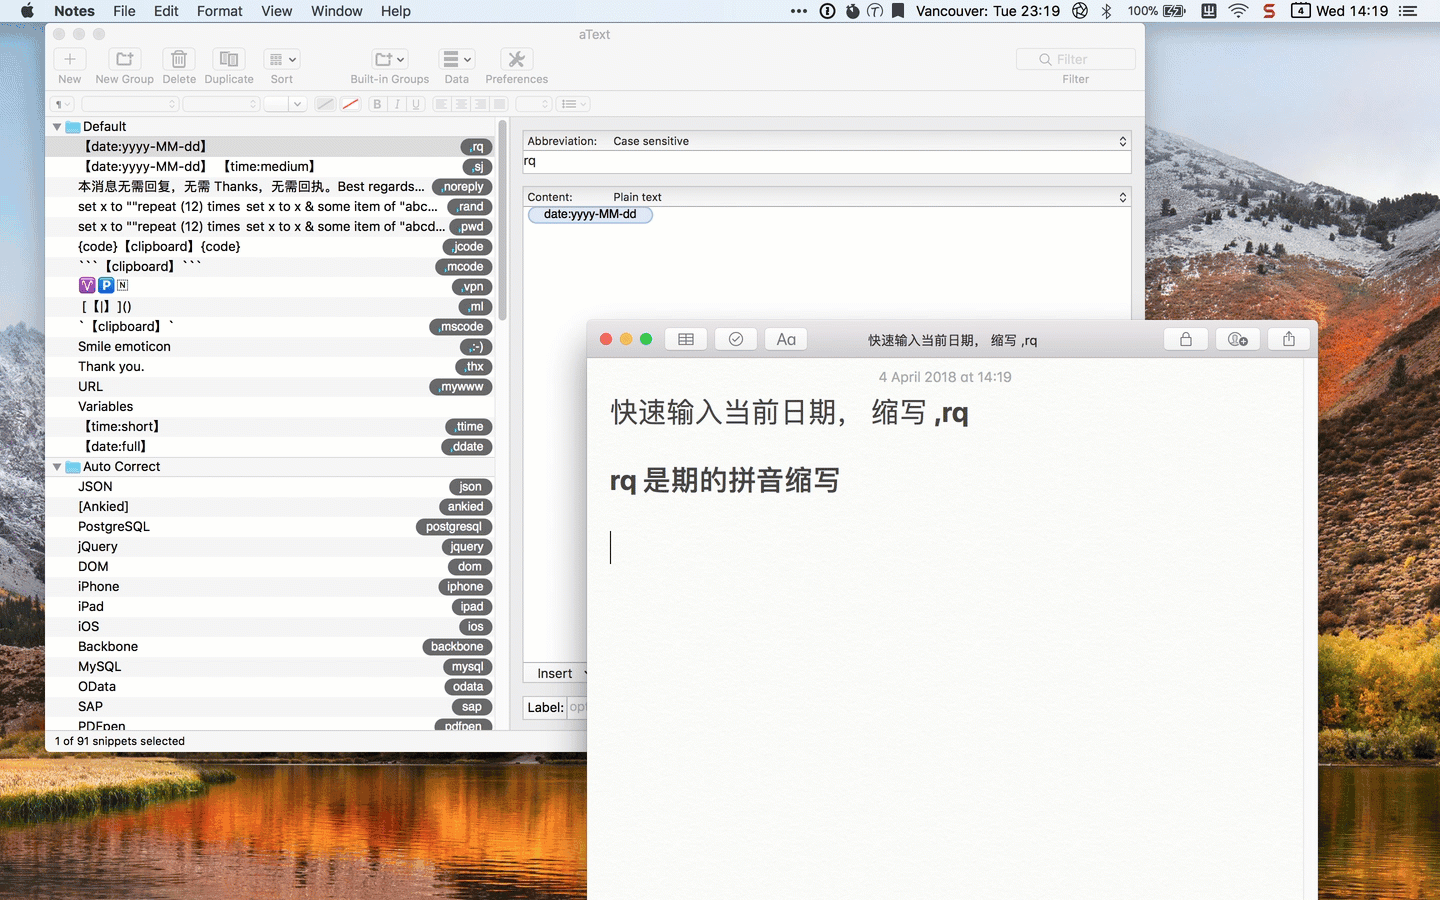 Notes File Edit Format View Window Help
Vancouver: Tue 23:19 100% 4 Wed 14:19
aText
New New Group Delete Duplicate Sort Built-in Groups Data Preferences Filter
Filter
B I U
Default
【date:yyyy-MM-dd】 ,rq
【date:yyyy-MM-dd】 【time:medium】 ,sj
本消息无需回复，无需 Thanks，无需回执。Best regards... ,noreply
set x to ""repeat (12) times set x to x & some item of "abc... ,rand
set x to ""repeat (12) times set x to x & some item of "abcd... ,pwd
{code}【clipboard】{code} ,jcode
```【clipboard】``` ,mcode
V P N ,vpn
[【|】]() ,ml
`【clipboard】` ,mscode
Smile emoticon ,:-)
Thank you. ,thx
URL ,mywww
Variables
【time:short】 ,ttime
【date:full】 ,ddate
Auto Correct
JSON json
[Ankied] ankied
PostgreSQL postgresql
jQuery jquery
DOM dom
iPhone iphone
iPad ipad
iOS ios
Backbone backbone
MySQL mysql
OData odata
SAP sap
PDFpen pdfpen
1 of 91 snippets selected
Abbreviation: Case sensitive
rq
Content: Plain text
date:yyyy-MM-dd
Insert
Label: op
Aa
快速输入当前日期， 缩写 ,rq
4 April 2018 at 14:19
快速输入当前日期， 缩写 ,rq
rq 是期的拼音缩写